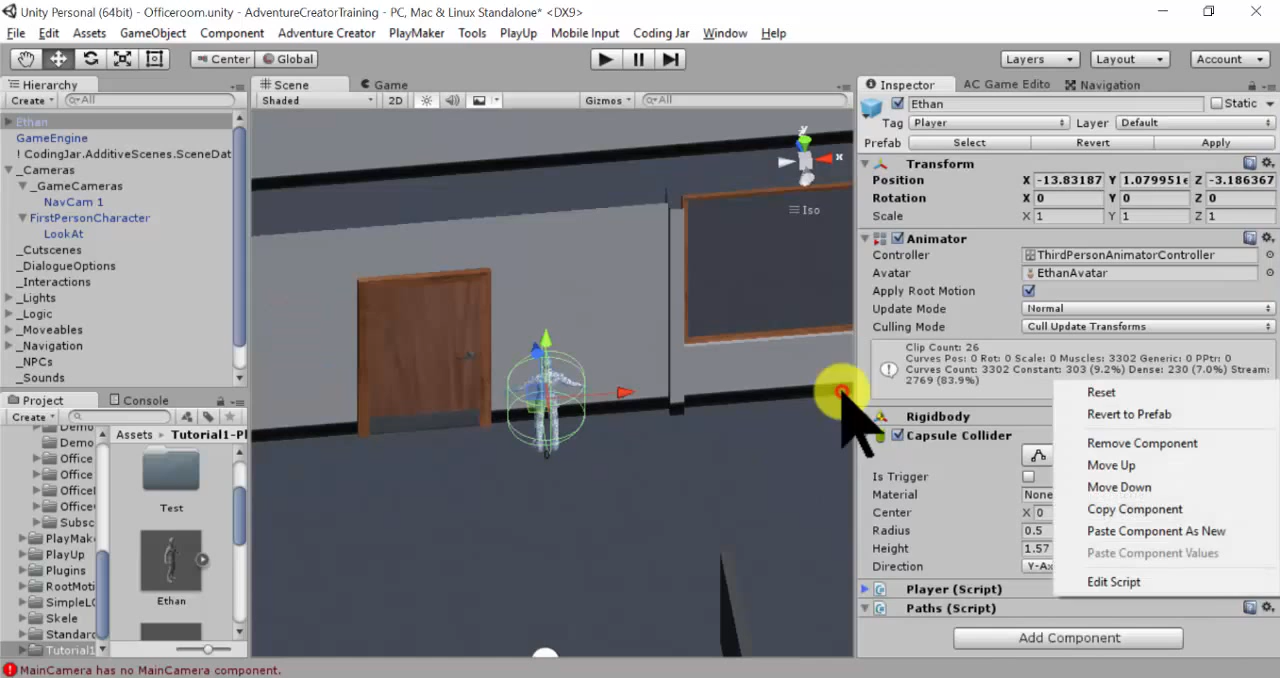 Unity Personal (64bit) - Officeroom.unity - AdventureCreatorTraining - PC, Mac & Linux Standalone* <DX9>
File Edit Assets GameObject Component Adventure Creator PlayMaker Tools PlayUp Mobile Input Coding Jar Window Help
Center Global Layers Layout Account
Hierarchy
Create All
Ethan
GameEngine
! CodingJar.AdditiveScenes.SceneDat
_Cameras
_GameCameras
NavCam 1
FirstPersonCharacter
LookAt
_Cutscenes
_DialogueOptions
_Interactions
_Lights
_Logic
_Moveables
_Navigation
_NPCs
_Sounds
Project Console
Create
Demo
Office
Office
OfficeI
Office
Subsc
PlayMak
PlayUp
Plugins
RootMoti
SimpleLC
Skele
Standard
Tutorial1
Assets Tutorial1-Pl
Test
Ethan
Scene Game
Shaded 2D Gizmos All
y
x
Iso
Inspector AC Game Edito Navigation
Ethan Static
Tag Player Layer Default
Prefab Select Revert Apply
Transform
Position X -13.83187 Y 1.079951e Z -3.186367
Rotation X 0 Y 0 Z 0
Scale X 1 Y 1 Z 1
Animator
Controller ThirdPersonAnimatorController
Avatar EthanAvatar
Apply Root Motion
Update Mode Normal
Culling Mode Cull Update Transforms
Clip Count: 26
Curves Pos: 0 Rot: 0 Scale: 0 Muscles: 3302 Generic: 0 PPtr: 0
Curves Count: 3302 Constant: 303 (9.2%) Dense: 230 (7.0%) Stream:
2769 (83.9%)
Rigidbody
Capsule Collider
Is Trigger
Material None
Center X 0
Radius 0.5
Height 1.57
Direction Y-Ax
Player (Script)
Paths (Script)
Add Component
Reset
Revert to Prefab
Remove Component
Move Up
Move Down
Copy Component
Paste Component As New
Paste Component Values
Edit Script
MainCamera has no MainCamera component.